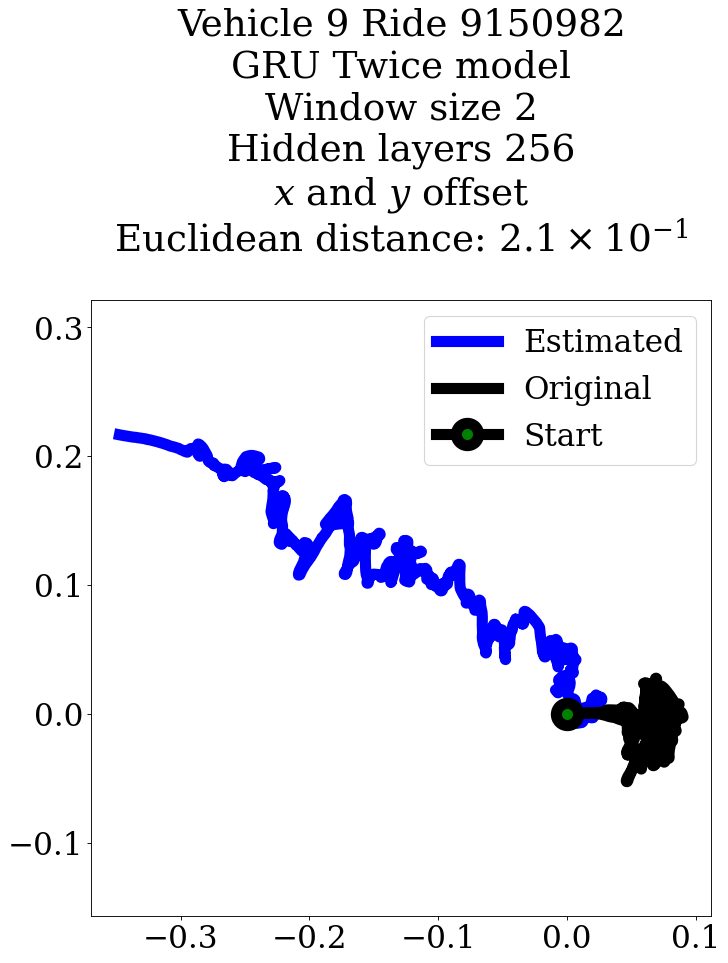 Vehicle 9 Ride 9150982
GRU Twice model
Window size 2
Hidden layers 256
x and y offset
Euclidean distance: 2.1 × 10⁻¹
Estimated
Original
Start
0.3
0.2
0.1
0.0
−0.1
−0.3 −0.2 −0.1 0.0 0.1